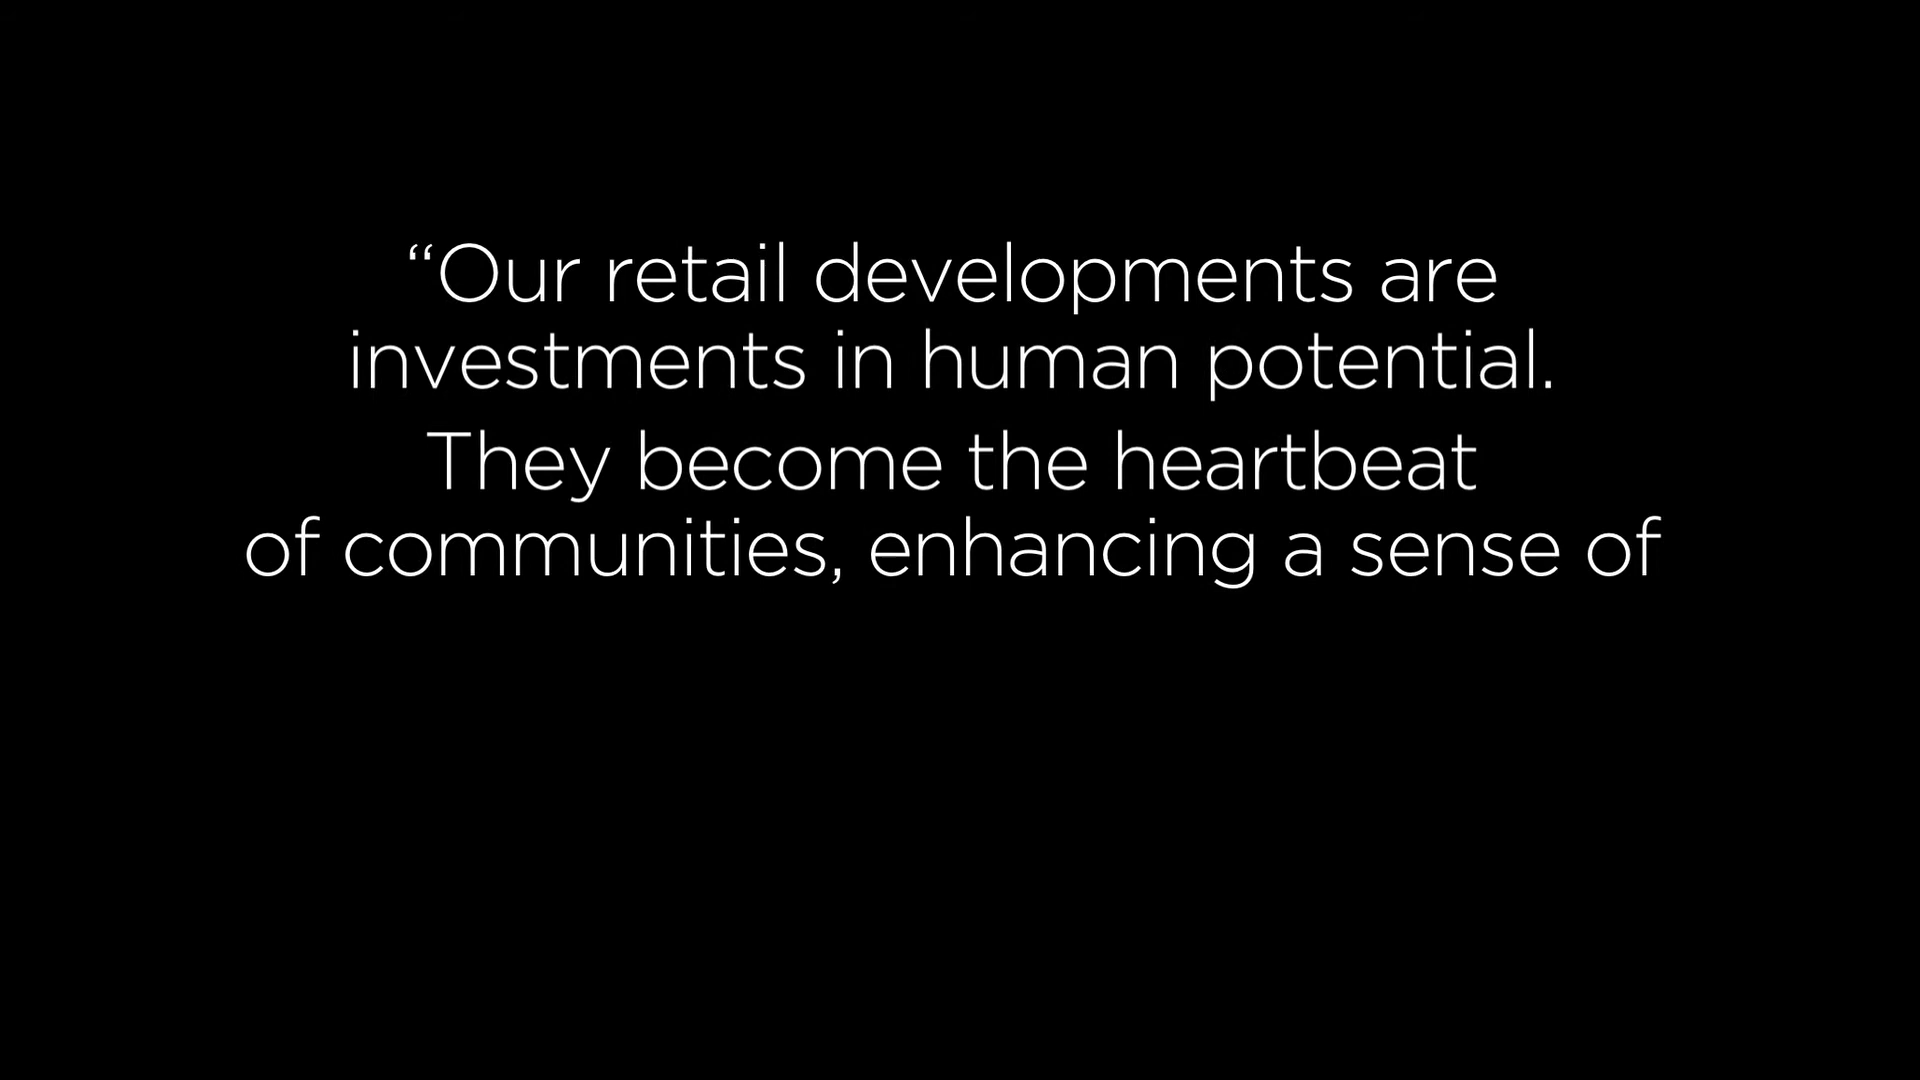 “Our retail developments are
investments in human potential.
They become the heartbeat
of communities, enhancing a sense of